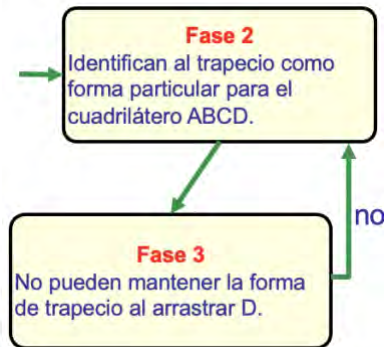 Fase 2
Identifican al trapecio como
forma particular para el
cuadrilátero ABCD.
no
Fase 3
No pueden mantener la forma
de trapecio al arrastrar D.